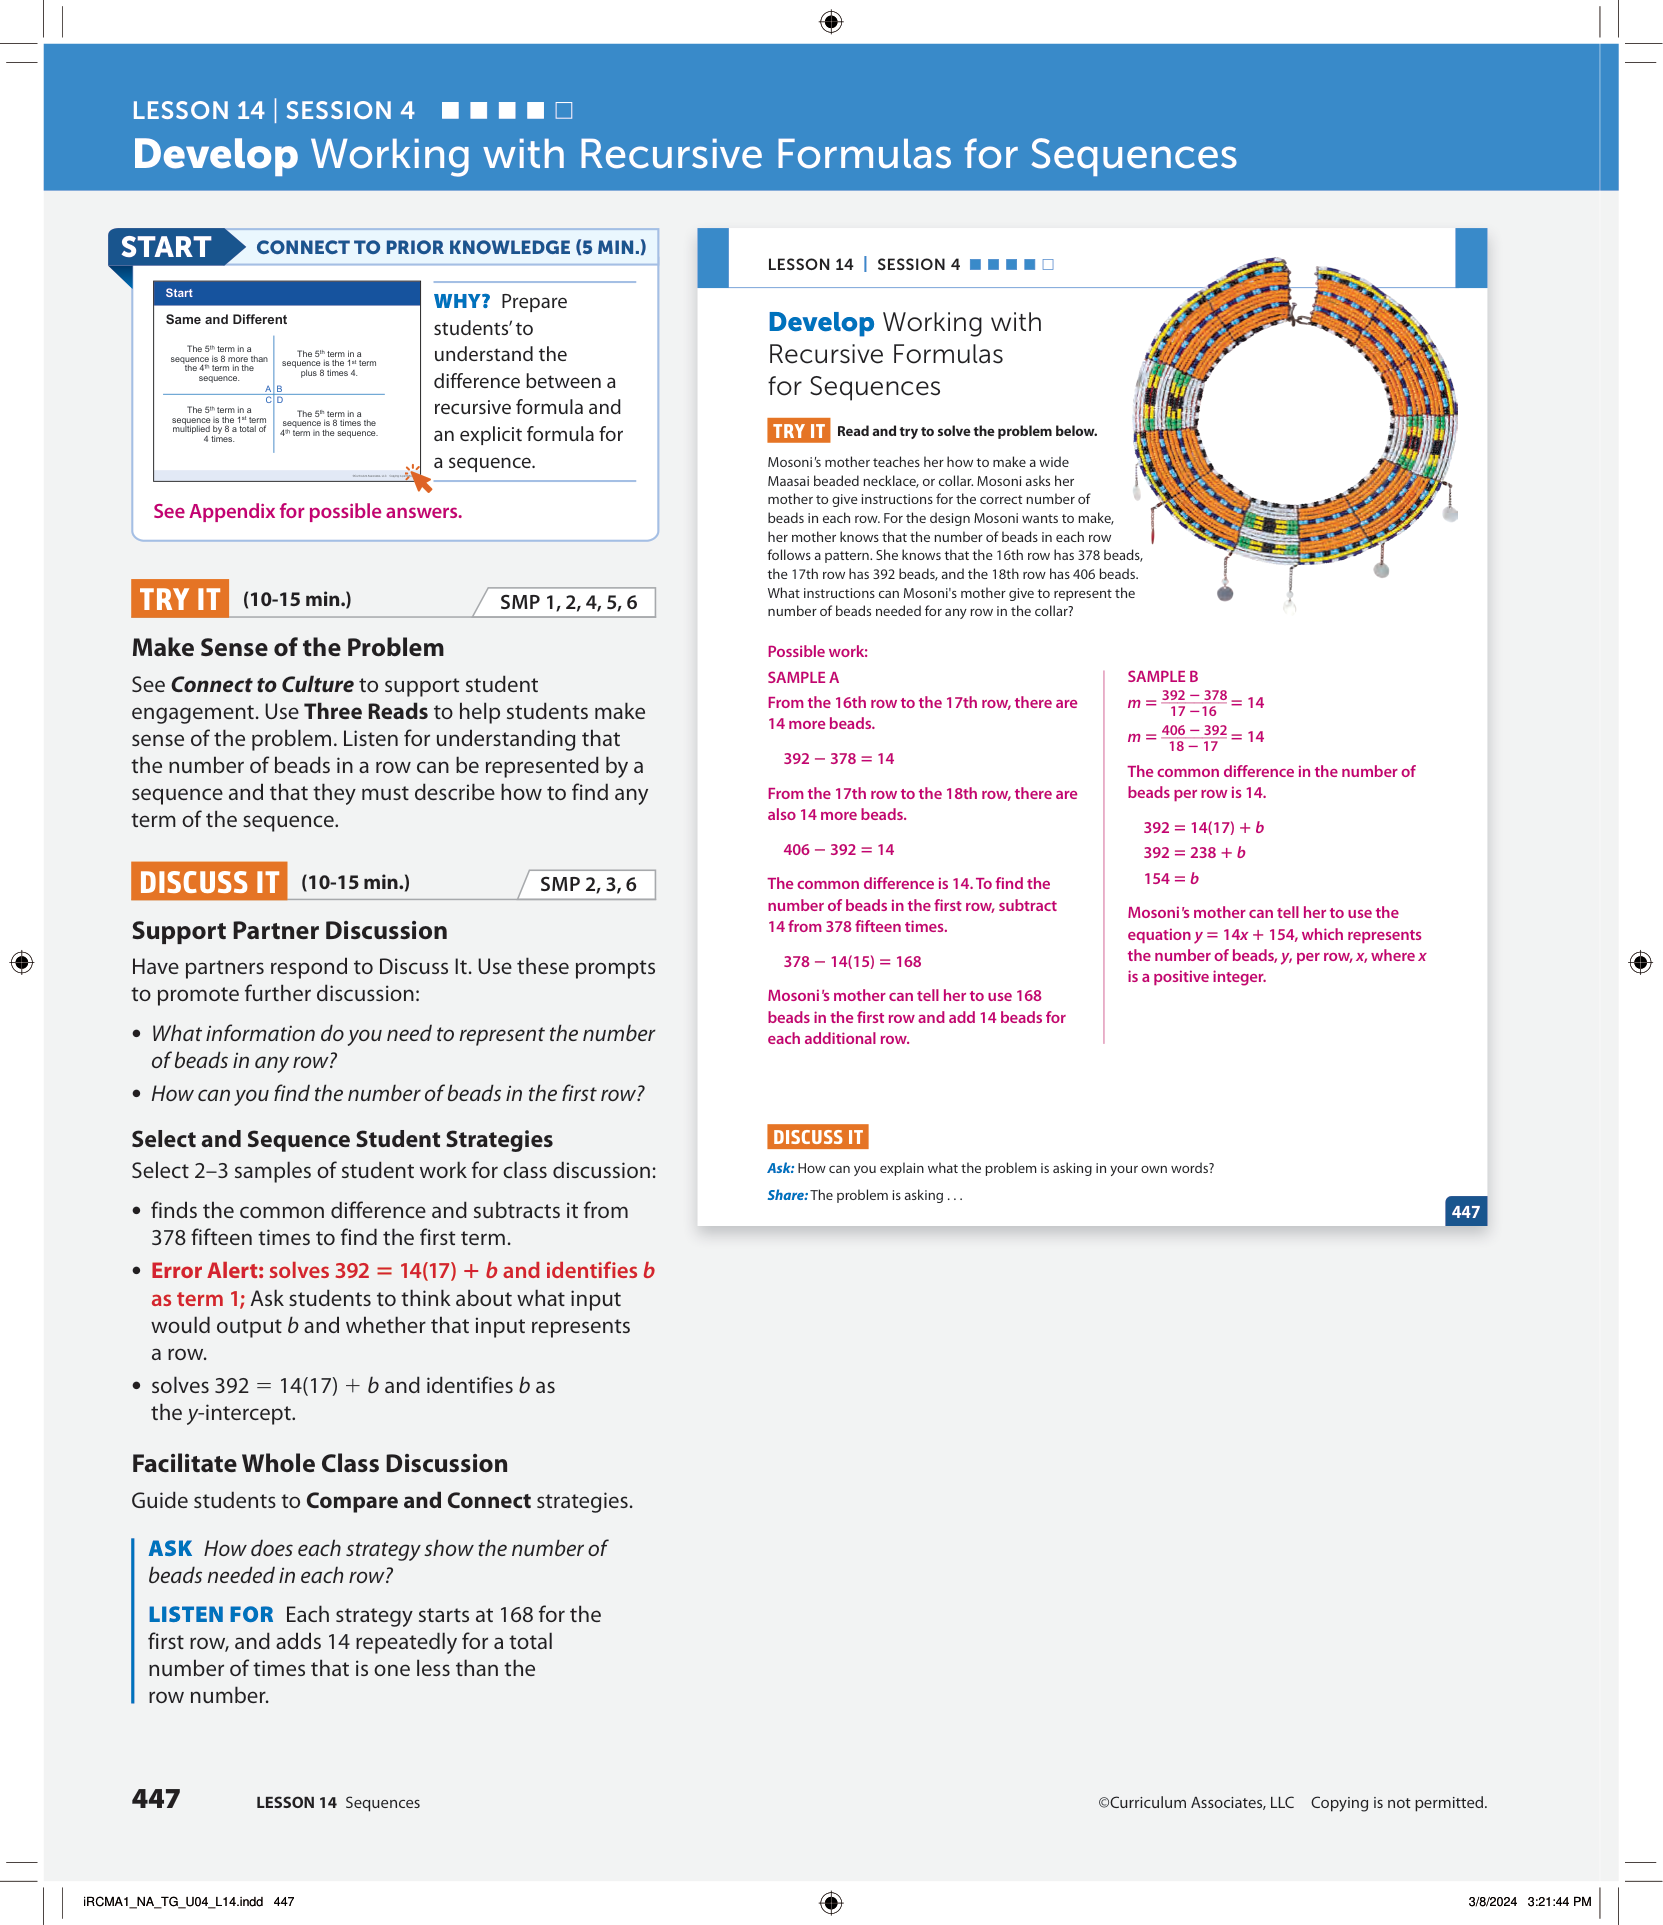 LESSON 14 | SESSION 4
Develop Working with Recursive Formulas for Sequences
START CONNECT TO PRIOR KNOWLEDGE (5 MIN.)
Start
Same and Different
The 5th term in a
sequence is 8 more than
the 4th term in the
sequence.
The 5th term in a
sequence is the 1st term
plus 8 times 4.
A B
C D
The 5th term in a
sequence is the 1st term
multiplied by 8 a total of
4 times.
The 5th term in a
sequence is 8 times the
4th term in the sequence.
WHY? Prepare
students’ to
understand the
difference between a
recursive formula and
an explicit formula for
a sequence.
See Appendix for possible answers.
TRY IT (10-15 min.) SMP 1, 2, 4, 5, 6
Make Sense of the Problem
See Connect to Culture to support student
engagement. Use Three Reads to help students make
sense of the problem. Listen for understanding that
the number of beads in a row can be represented by a
sequence and that they must describe how to find any
term of the sequence.
DISCUSS IT (10-15 min.) SMP 2, 3, 6
Support Partner Discussion
Have partners respond to Discuss It. Use these prompts
to promote further discussion:
• What information do you need to represent the number
of beads in any row?
• How can you find the number of beads in the first row?
Select and Sequence Student Strategies
Select 2–3 samples of student work for class discussion:
• finds the common difference and subtracts it from
378 fifteen times to find the first term.
• Error Alert: solves 392 = 14(17) + b and identifies b
as term 1; Ask students to think about what input
would output b and whether that input represents
a row.
• solves 392 = 14(17) + b and identifies b as
the y-intercept.
Facilitate Whole Class Discussion
Guide students to Compare and Connect strategies.
ASK How does each strategy show the number of
beads needed in each row?
LISTEN FOR Each strategy starts at 168 for the
first row, and adds 14 repeatedly for a total
number of times that is one less than the
row number.
LESSON 14 | SESSION 4
Develop Working with
Recursive Formulas
for Sequences
TRY IT Read and try to solve the problem below.
Mosoni’s mother teaches her how to make a wide
Maasai beaded necklace, or collar. Mosoni asks her
mother to give instructions for the correct number of
beads in each row. For the design Mosoni wants to make,
her mother knows that the number of beads in each row
follows a pattern. She knows that the 16th row has 378 beads,
the 17th row has 392 beads, and the 18th row has 406 beads.
What instructions can Mosoni's mother give to represent the
number of beads needed for any row in the collar?
Possible work:
SAMPLE A
From the 16th row to the 17th row, there are
14 more beads.
392 − 378 = 14
From the 17th row to the 18th row, there are
also 14 more beads.
406 − 392 = 14
The common difference is 14. To find the
number of beads in the first row, subtract
14 from 378 fifteen times.
378 − 14(15) = 168
Mosoni’s mother can tell her to use 168
beads in the first row and add 14 beads for
each additional row.
SAMPLE B
m = 392 − 378 / 17 − 16 = 14
m = 406 − 392 / 18 − 17 = 14
The common difference in the number of
beads per row is 14.
392 = 14(17) + b
392 = 238 + b
154 = b
Mosoni’s mother can tell her to use the
equation y = 14x + 154, which represents
the number of beads, y, per row, x, where x
is a positive integer.
DISCUSS IT
Ask: How can you explain what the problem is asking in your own words?
Share: The problem is asking . . .
447
447 LESSON 14 Sequences
©Curriculum Associates, LLC Copying is not permitted.
iRCMA1_NA_TG_U04_L14.indd 447
3/8/2024 3:21:44 PM